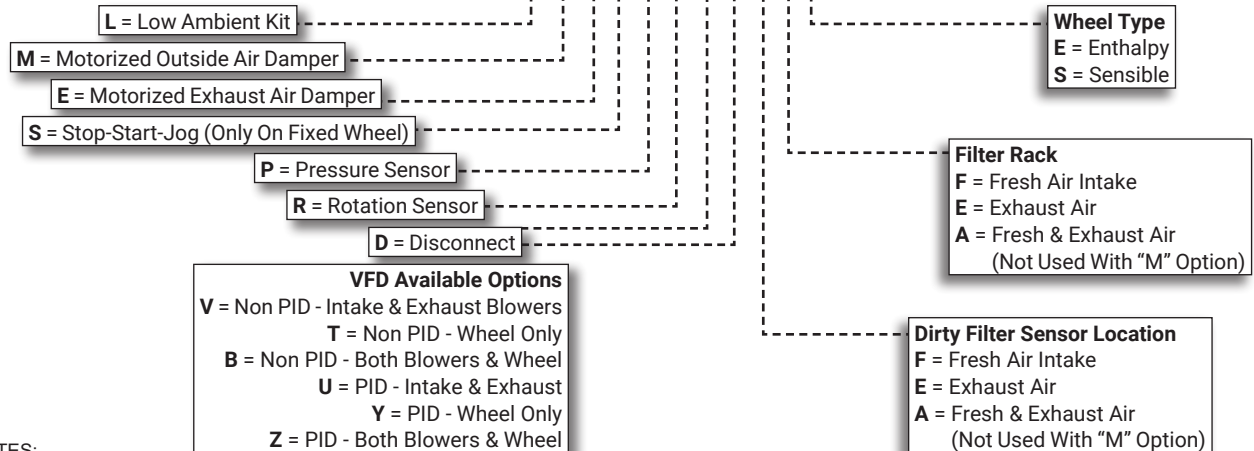 L = Low Ambient Kit
M = Motorized Outside Air Damper
E = Motorized Exhaust Air Damper
S = Stop-Start-Jog (Only On Fixed Wheel)
P = Pressure Sensor
R = Rotation Sensor
D = Disconnect
VFD Available Options
V = Non PID - Intake & Exhaust Blowers
T = Non PID - Wheel Only
B = Non PID - Both Blowers & Wheel
U = PID - Intake & Exhaust
Y = PID - Wheel Only
Z = PID - Both Blowers & Wheel
Wheel Type
E = Enthalpy
S = Sensible
Filter Rack
F = Fresh Air Intake
E = Exhaust Air
A = Fresh & Exhaust Air
(Not Used With “M” Option)
Dirty Filter Sensor Location
F = Fresh Air Intake
E = Exhaust Air
A = Fresh & Exhaust Air
(Not Used With “M” Option)
TES: